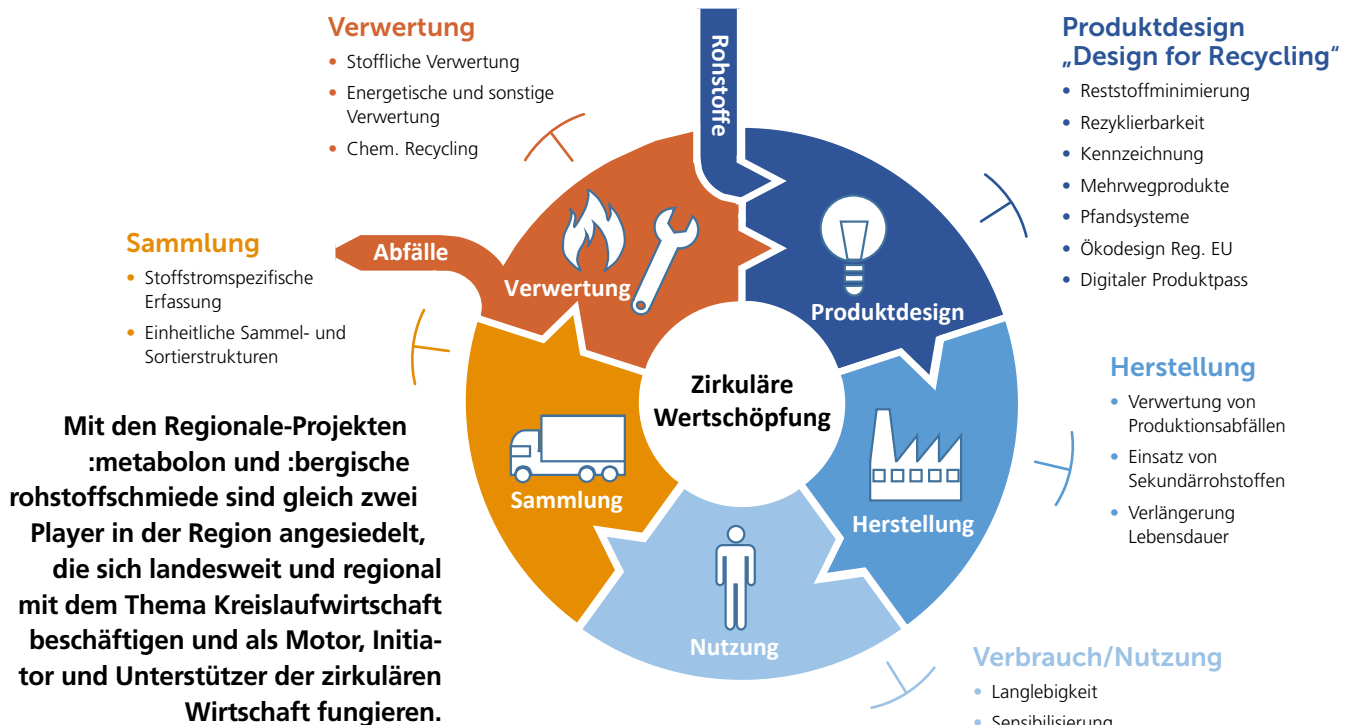 Verwertung
• Stoffliche Verwertung
• Energetische und sonstige
Verwertung
• Chem. Recycling
Rohstoffe
Produktdesign
„Design for Recycling“
• Reststoffminimierung
• Rezyklierbarkeit
• Kennzeichnung
• Mehrwegprodukte
• Pfandsysteme
• Ökodesign Reg. EU
• Digitaler Produktpass
Sammlung
• Stoffstromspezifische
Erfassung
• Einheitliche Sammel- und
Sortierstrukturen
Abfälle
Verwertung
Produktdesign
Zirkuläre
Wertschöpfung
Sammlung
Herstellung
Nutzung
Herstellung
• Verwertung von
Produktionsabfällen
• Einsatz von
Sekundärrohstoffen
• Verlängerung
Lebensdauer
Mit den Regionale-Projekten
:metabolon und :bergische
rohstoffschmiede sind gleich zwei
Player in der Region angesiedelt,
die sich landesweit und regional
mit dem Thema Kreislaufwirtschaft
beschäftigen und als Motor, Initia-
tor und Unterstützer der zirkulären
Wirtschaft fungieren.
Verbrauch/Nutzung
• Langlebigkeit
• Sensibilisierung